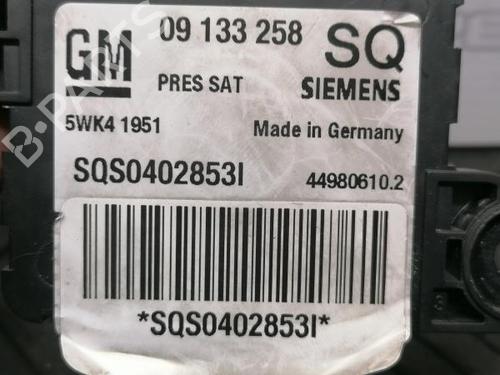 GM 09 133 258 SQ
PRES SAT SIEMENS
5WK4 1951 Made in Germany
SQS0402853I 44980610.2
*SQS0402853I*
B-PARTS